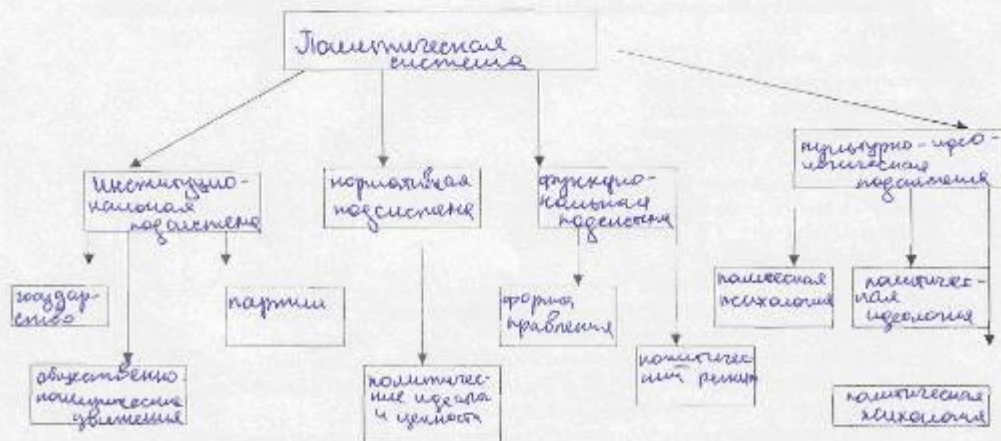 Политическая
система
институцио-
нальная
подсистема
нормативная
подсистема
функцио-
нальная
подсистема
культурно-идео-
логическая
подсистема
государ-
ство
партии
общественно-
политические
движения
политичес-
кие идеалы
и ценности
форма
правления
политичес-
кий режим
полическая
психология
политичес-
кая
идеология
политическая
психология